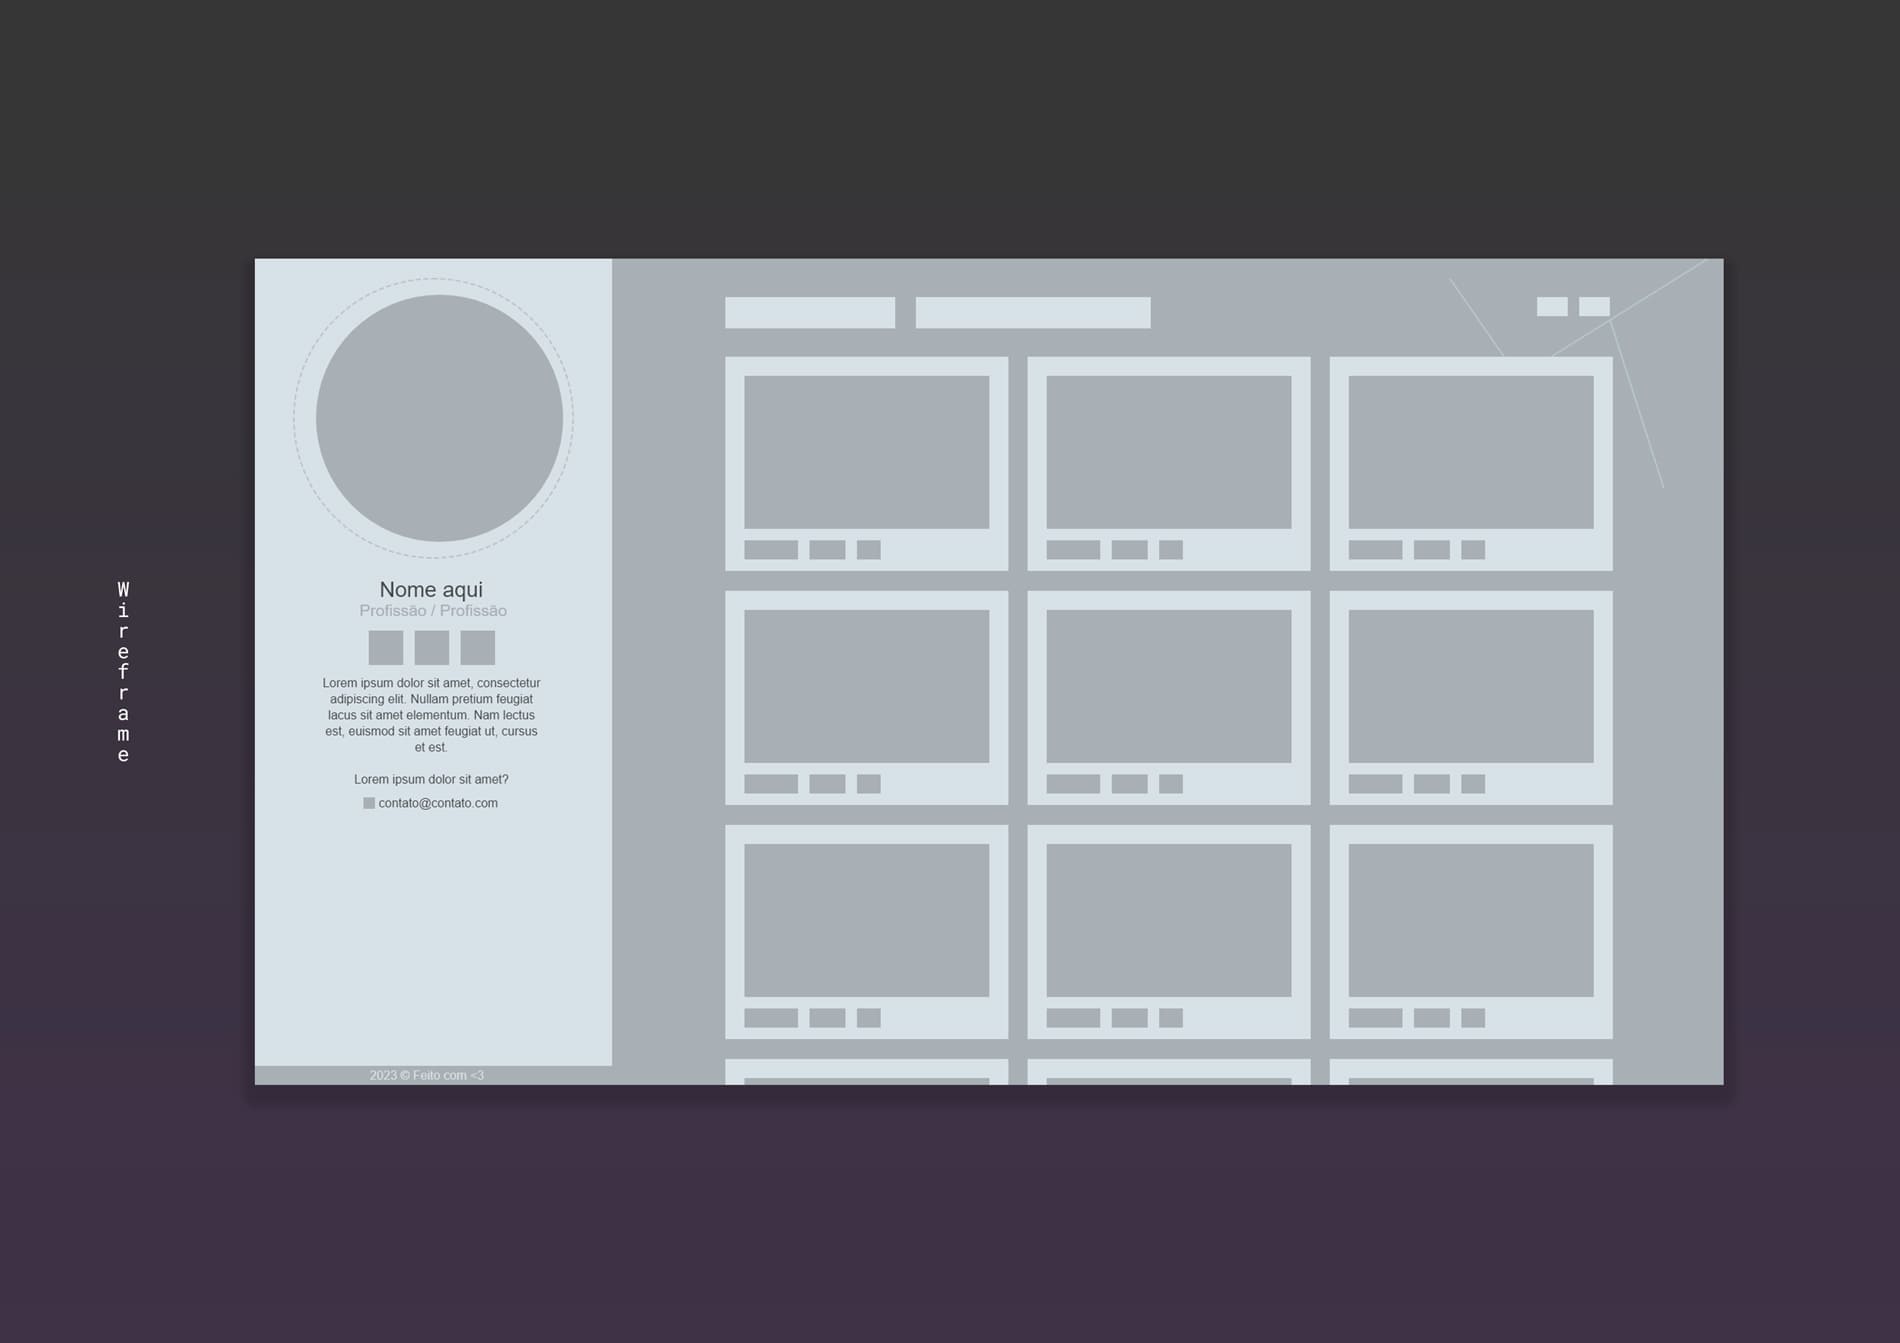 Wireframe
Nome aqui
Profissão / Profissão
Lorem ipsum dolor sit amet, consectetur
adipiscing elit. Nullam pretium feugiat
lacus sit amet elementum. Nam lectus
est, euismod sit amet feugiat ut, cursus
et est.
Lorem ipsum dolor sit amet?
contato@contato.com
2023 © Feito com <3